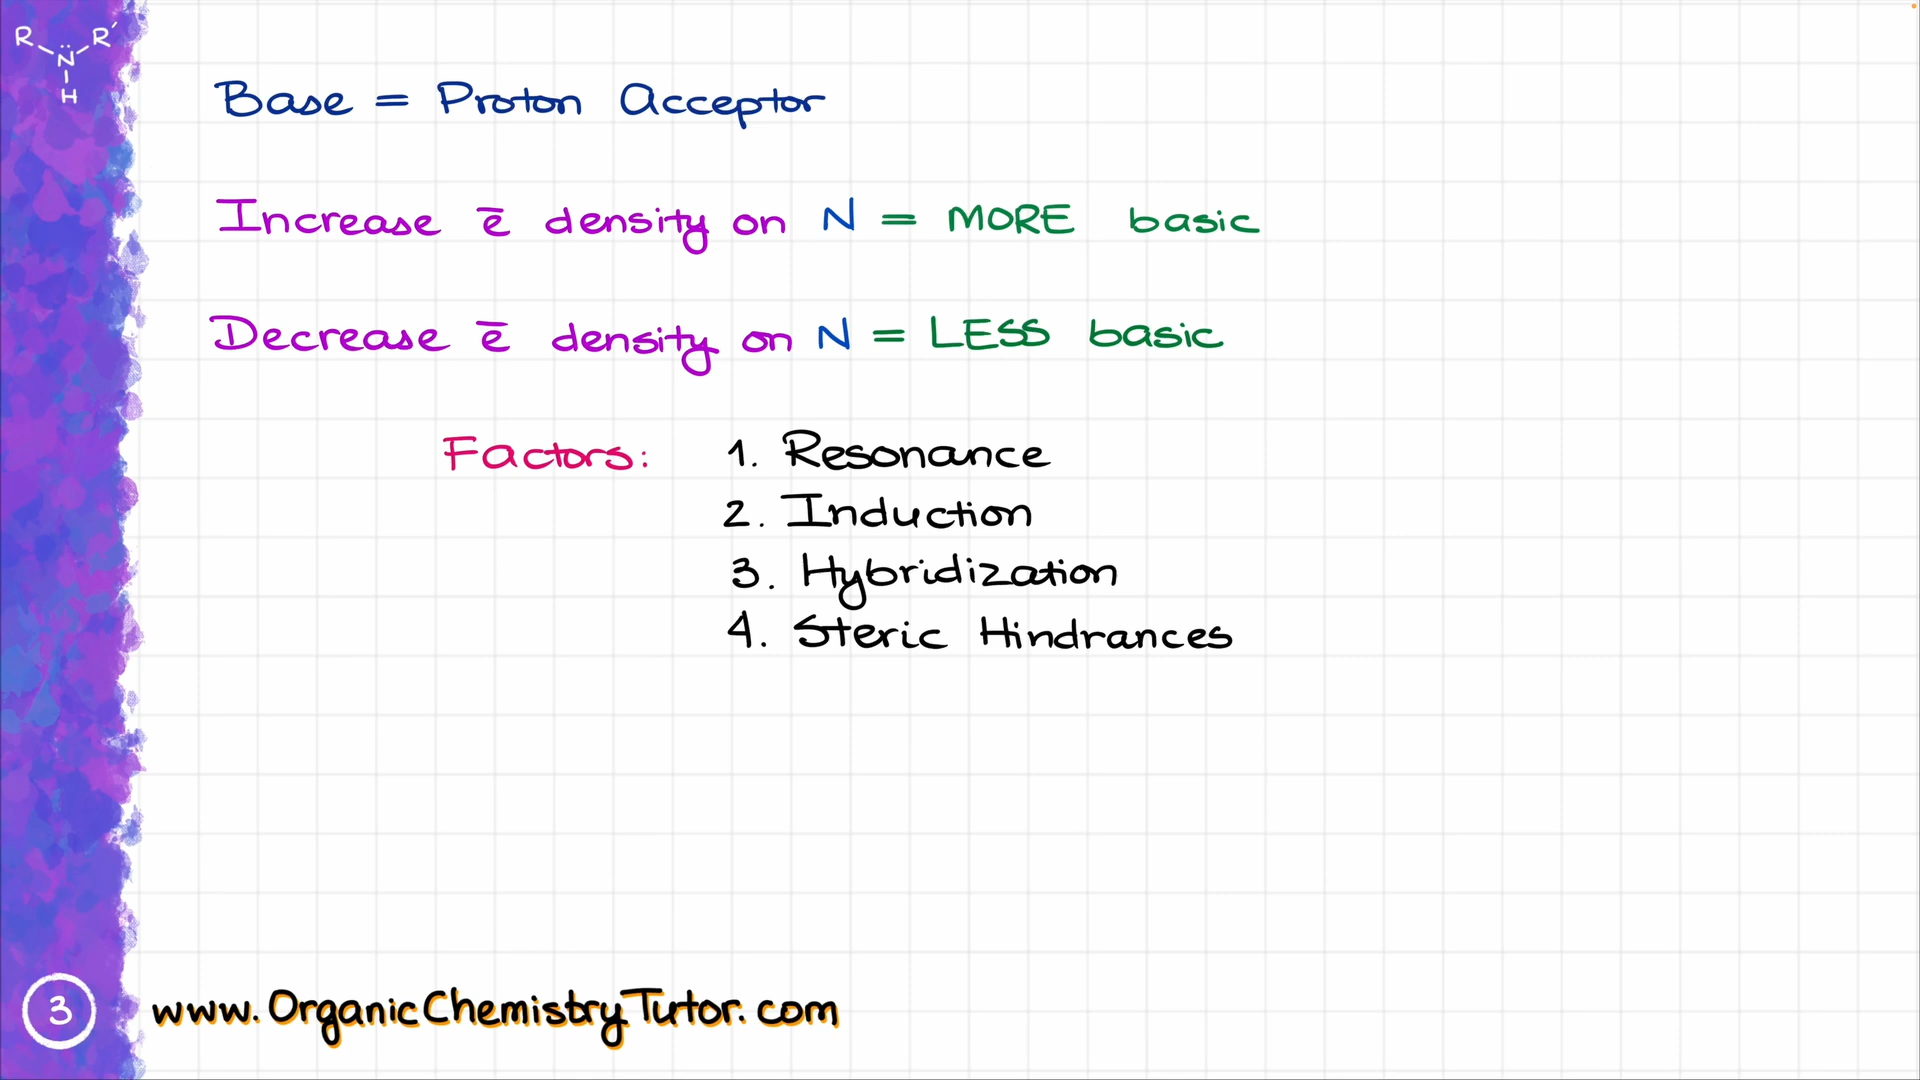 R N̈ R´
H
Base = Proton Acceptor
Increase ē density on N = MORE basic
Decrease ē density on N = LESS basic
Factors: 1. Resonance
2. Induction
3. Hybridization
4. Steric Hindrances
3 www.OrganicChemistryTutor.com